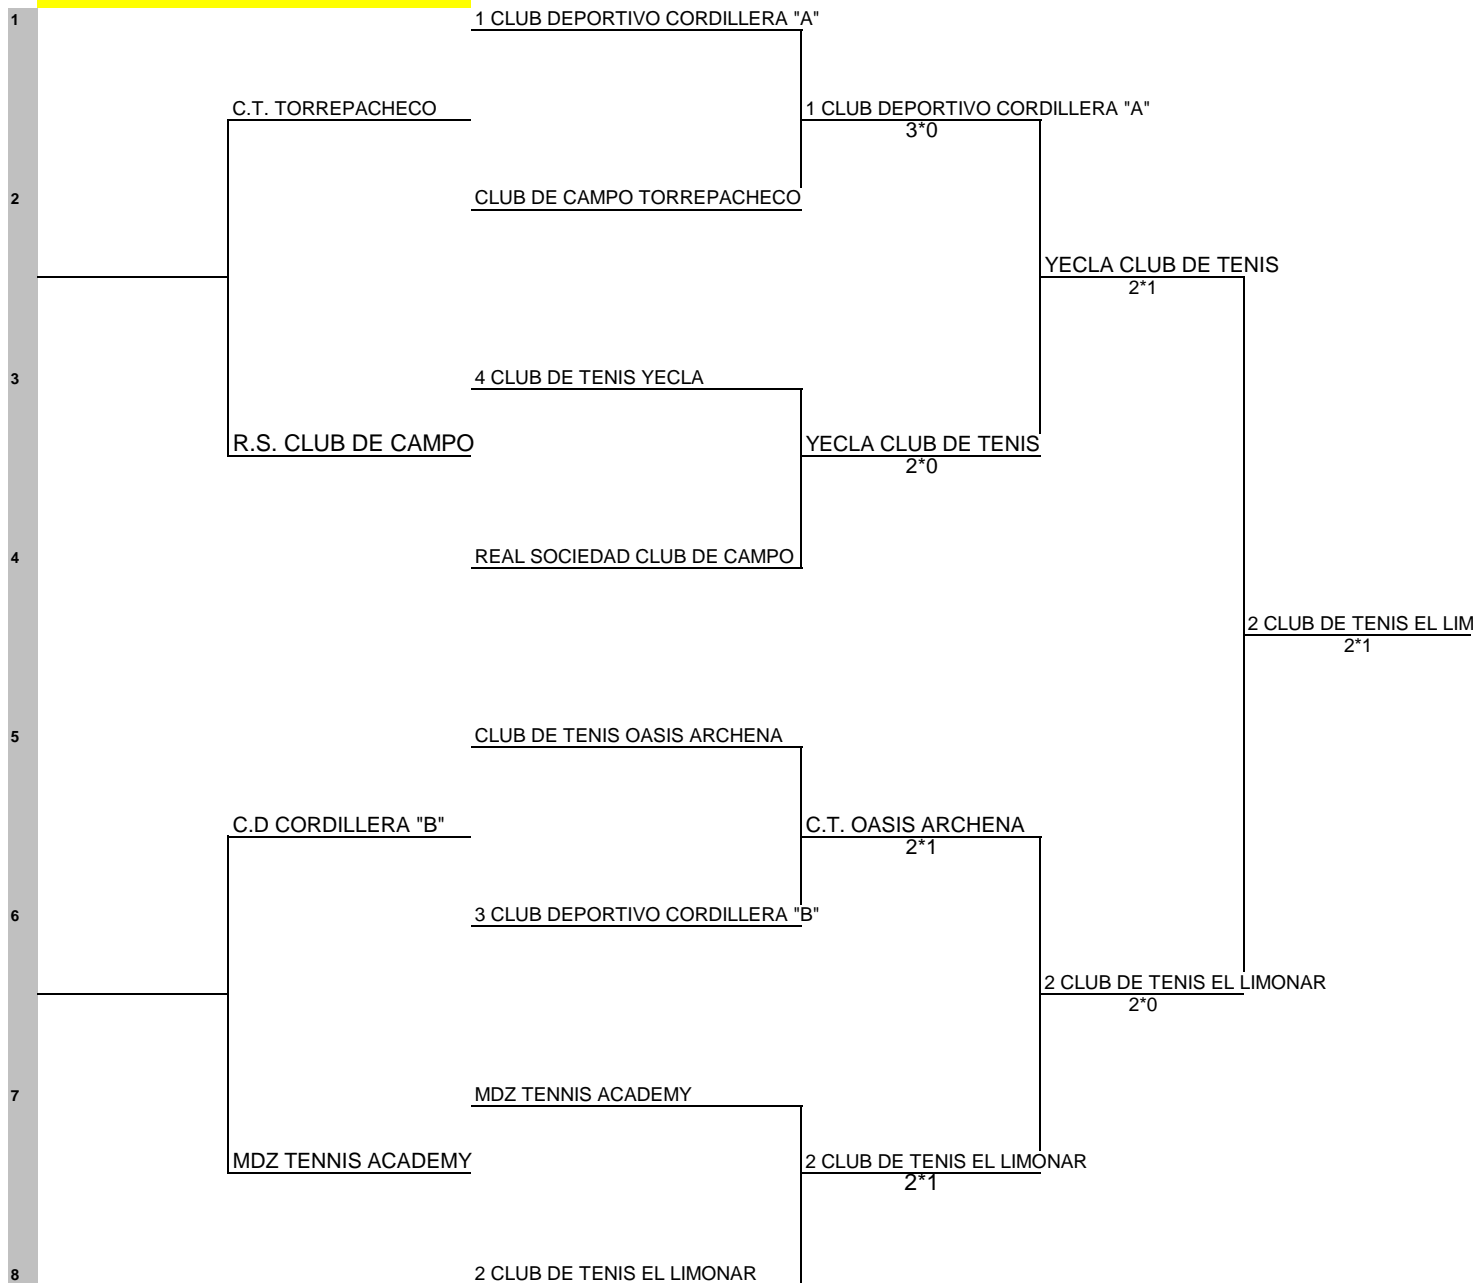 1
1 CLUB DEPORTIVO CORDILLERA "A"
C.T. TORREPACHECO
1 CLUB DEPORTIVO CORDILLERA "A"
3*0
2
CLUB DE CAMPO TORREPACHECO
YECLA CLUB DE TENIS
2*1
3
4 CLUB DE TENIS YECLA
R.S. CLUB DE CAMPO
YECLA CLUB DE TENIS
2*0
4
REAL SOCIEDAD CLUB DE CAMPO
2 CLUB DE TENIS EL LIM
2*1
5
CLUB DE TENIS OASIS ARCHENA
C.D CORDILLERA "B"
C.T. OASIS ARCHENA
2*1
6
3 CLUB DEPORTIVO CORDILLERA "B"
2 CLUB DE TENIS EL LIMONAR
2*0
7
MDZ TENNIS ACADEMY
MDZ TENNIS ACADEMY
2 CLUB DE TENIS EL LIMONAR
2*1
8
2 CLUB DE TENIS EL LIMONAR